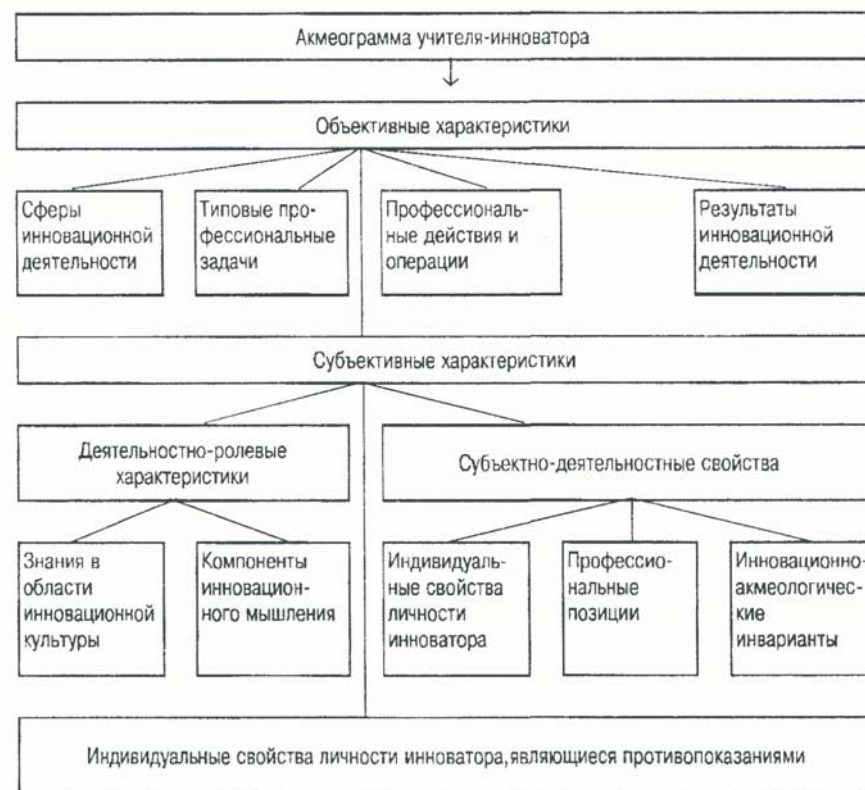 Акмеограмма учителя-инноватора
Объективные характеристики
Сферы
инновационной
деятельности
Типовые про-
фессиональные
задачи
Профессиональ-
ные действия и
операции
Результаты
инновационной
деятельности
Субъективные характеристики
Деятельностно-ролевые
характеристики
Субъектно-деятельностные свойства
Знания в
области
инновационной
культуры
Компоненты
инновацион-
ного мышления
Индивидуаль-
ные свойства
личности
инноватора
Профессио-
нальные
позиции
Инновационно-
акмеологичес-
кие
инварианты
Индивидуальные свойства личности инноватора,являющиеся противопоказаниями